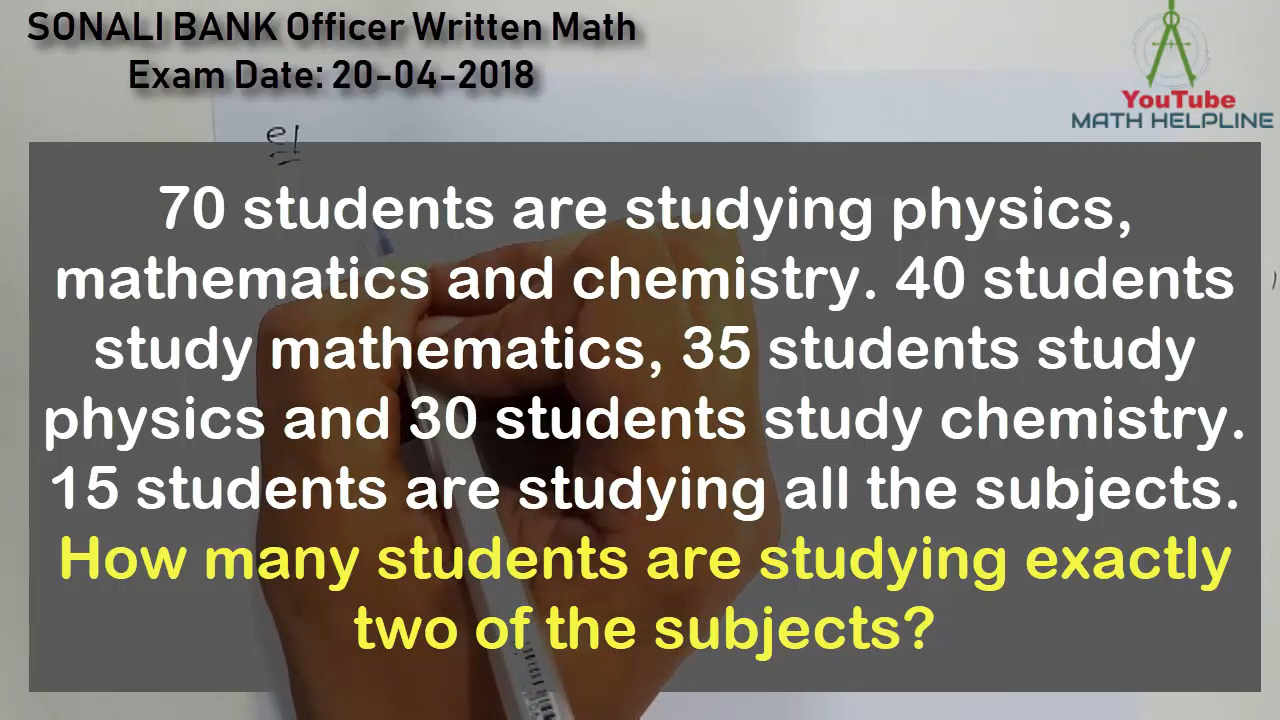 SONALI BANK Officer Written Math
Exam Date: 20-04-2018
YouTube
MATH HELPLINE
70 students are studying physics,
mathematics and chemistry. 40 students
study mathematics, 35 students study
physics and 30 students study chemistry.
15 students are studying all the subjects.
How many students are studying exactly
two of the subjects?